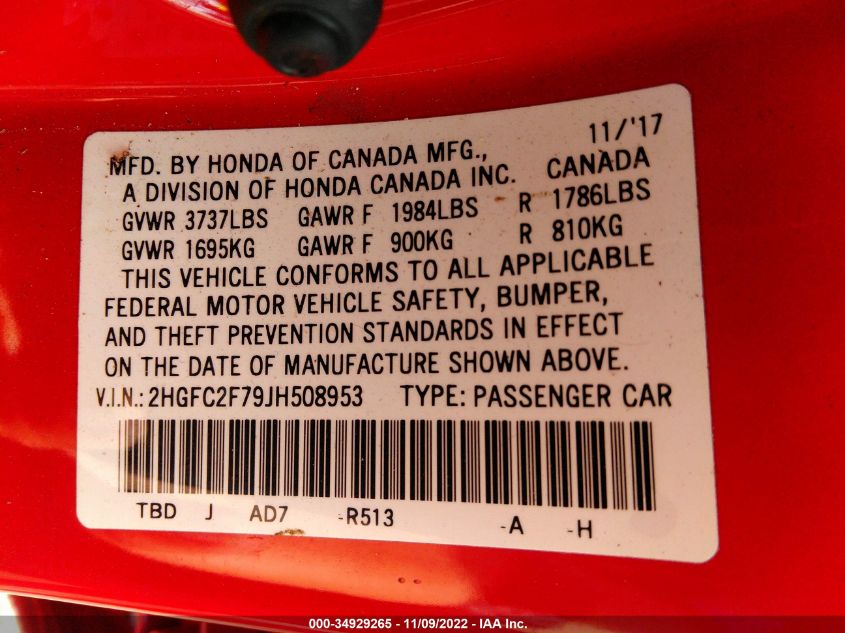 11/'17
MFD. BY HONDA OF CANADA MFG., CANADA
A DIVISION OF HONDA CANADA INC.
GVWR 3737LBS GAWR F 1984LBS R 1786LBS
GVWR 1695KG GAWR F 900KG R 810KG
THIS VEHICLE CONFORMS TO ALL APPLICABLE
FEDERAL MOTOR VEHICLE SAFETY, BUMPER,
AND THEFT PREVENTION STANDARDS IN EFFECT
ON THE DATE OF MANUFACTURE SHOWN ABOVE.
V.I.N.: 2HGFC2F79JH508953 TYPE: PASSENGER CAR
TBD J AD7 -R513 -A -H
000-34929265 - 11/09/2022 - IAA Inc.